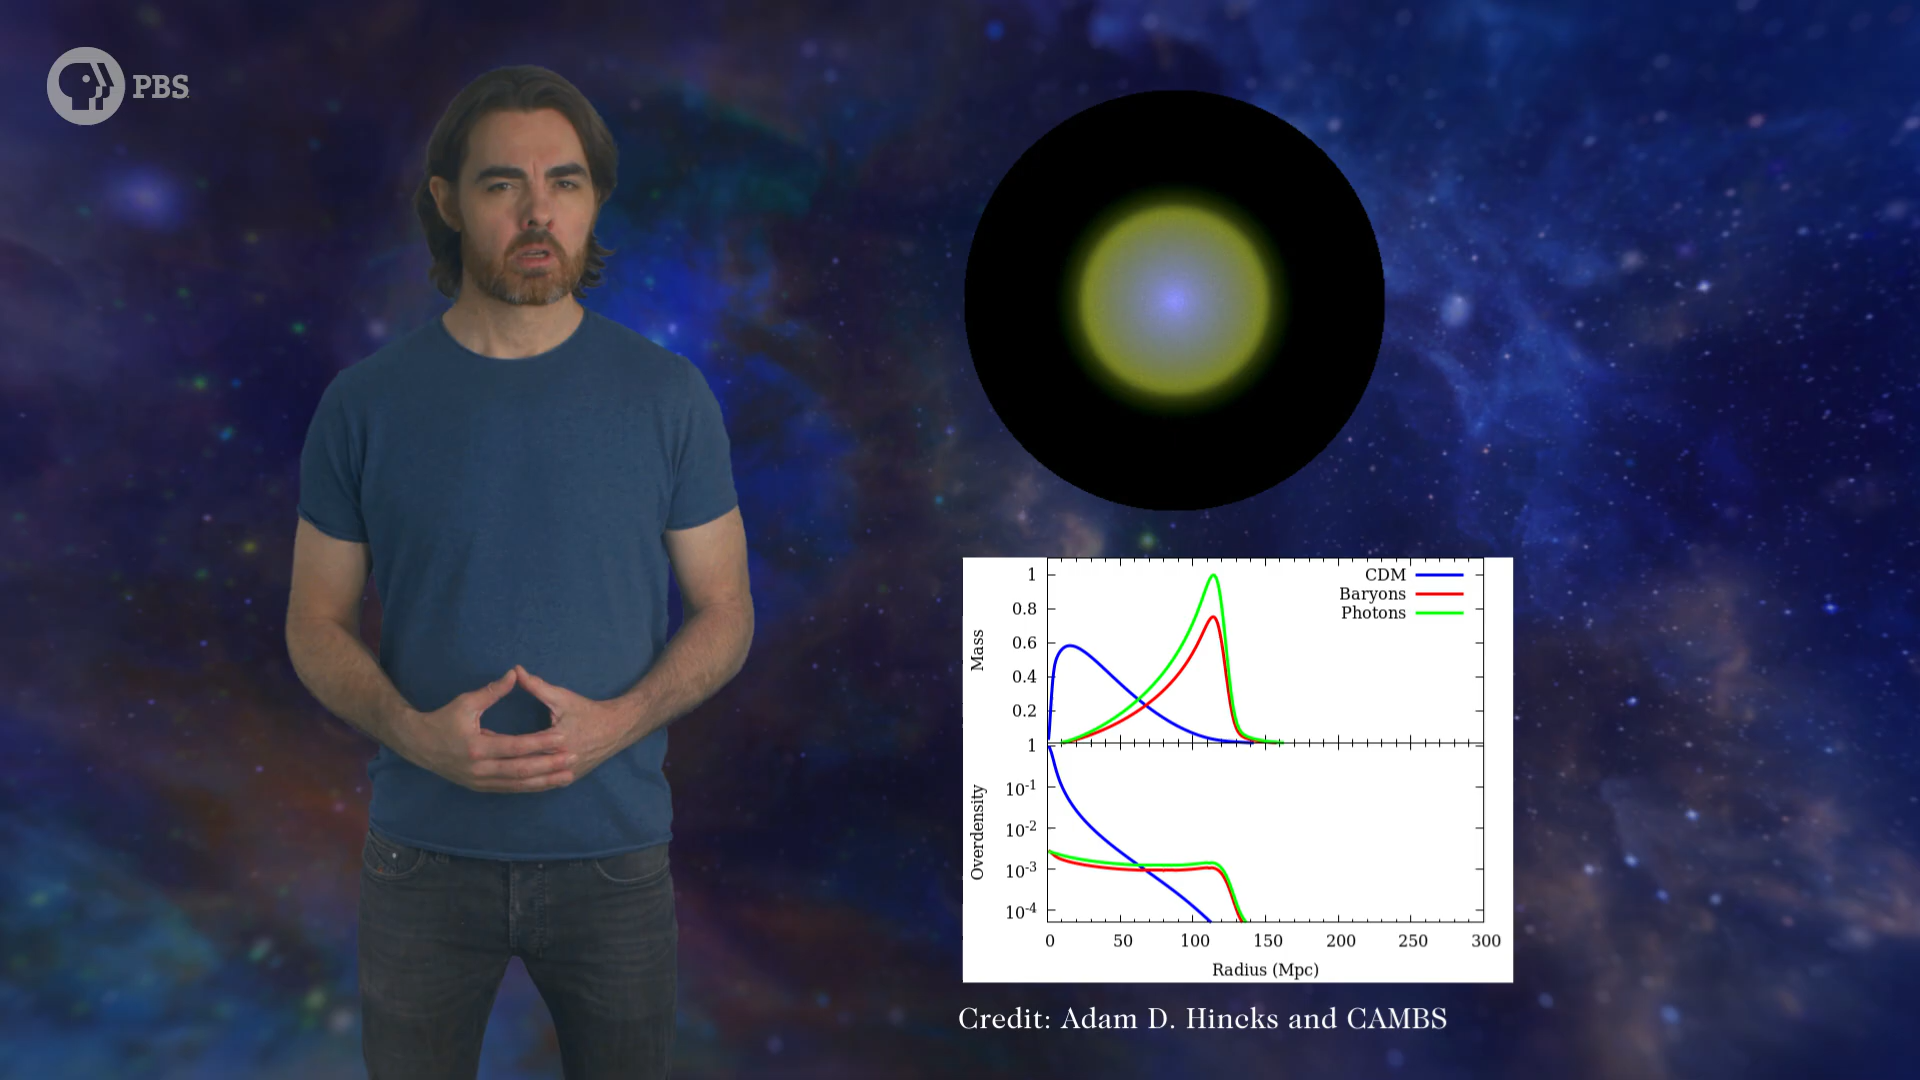 PBS
CDM
Baryons
Photons
1
0.8
0.6
0.4
0.2
Mass
1
10-1
10-2
10-3
10-4
Overdensity
0 50 100 150 200 250 300
Radius (Mpc)
Credit: Adam D. Hincks and CAMBS